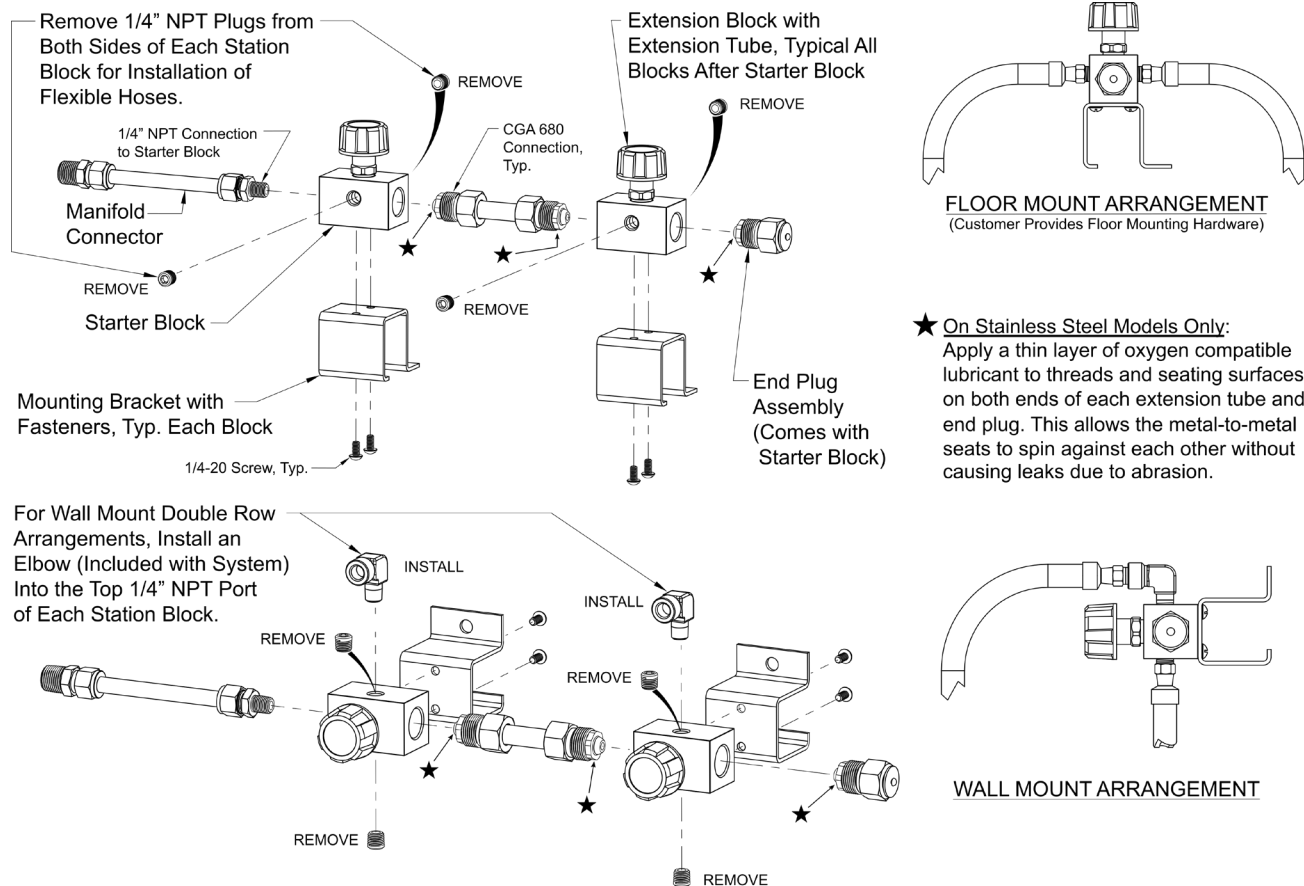 Remove 1/4” NPT Plugs from
Both Sides of Each Station
Block for Installation of
Flexible Hoses.
REMOVE
Extension Block with
Extension Tube, Typical All
Blocks After Starter Block
REMOVE
1/4” NPT Connection
to Starter Block
CGA 680
Connection,
Typ.
Manifold
Connector
REMOVE
Starter Block
REMOVE
Mounting Bracket with
Fasteners, Typ. Each Block
1/4-20 Screw, Typ.
End Plug
Assembly
(Comes with
Starter Block)
FLOOR MOUNT ARRANGEMENT
(Customer Provides Floor Mounting Hardware)
★ On Stainless Steel Models Only:
Apply a thin layer of oxygen compatible
lubricant to threads and seating surfaces
on both ends of each extension tube and
end plug. This allows the metal-to-metal
seats to spin against each other without
causing leaks due to abrasion.
For Wall Mount Double Row
Arrangements, Install an
Elbow (Included with System)
Into the Top 1/4” NPT Port
of Each Station Block.
INSTALL
INSTALL
REMOVE
REMOVE
REMOVE
REMOVE
WALL MOUNT ARRANGEMENT